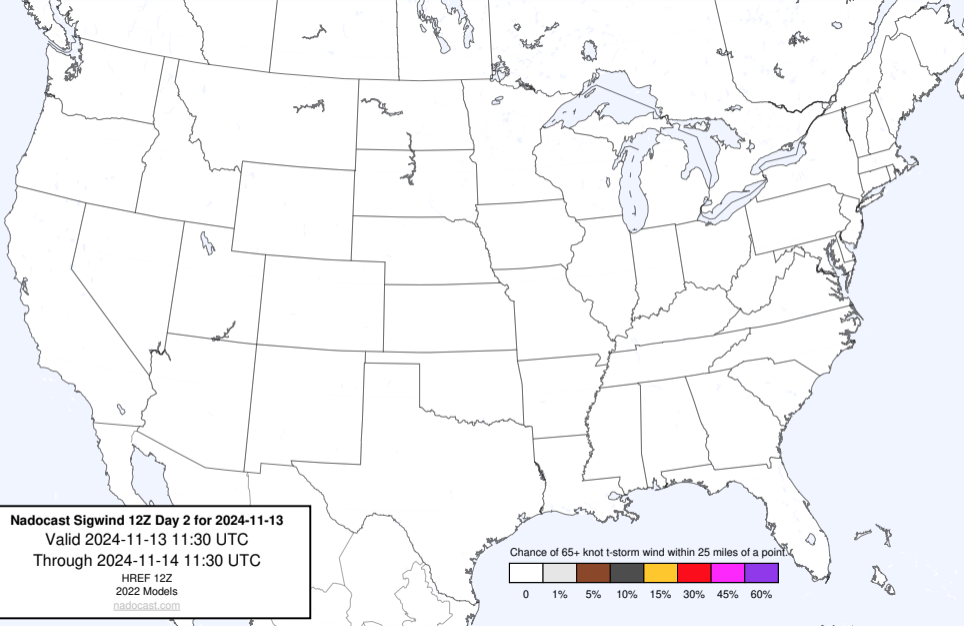 Nadocast Sigwind 12Z Day 2 for 2024-11-13
Valid 2024-11-13 11:30 UTC
Through 2024-11-14 11:30 UTC
HREF 12Z
2022 Models
nadocast.com
Chance of 65+ knot t-storm wind within 25 miles of a point.
0 1% 5% 10% 15% 30% 45% 60%